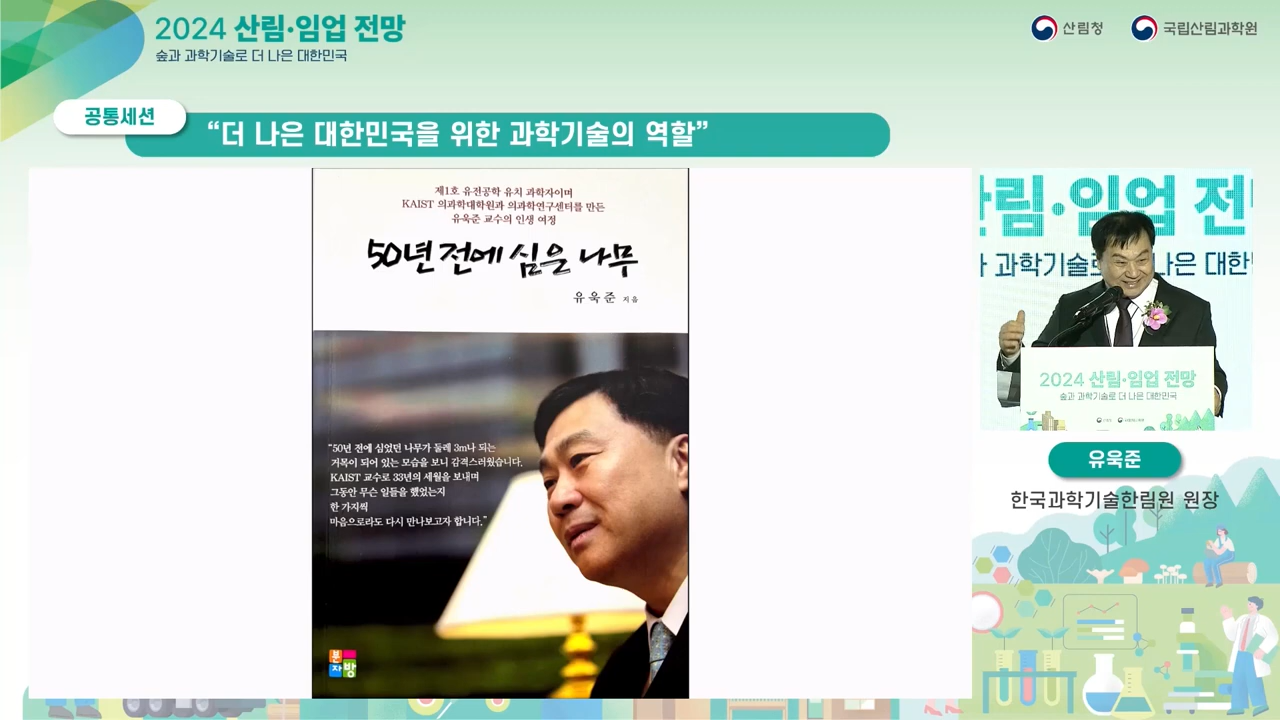 2024 산림·임업 전망
숲과 과학기술로 더 나은 대한민국
산림청
국립산림과학원
공통세션
“더 나은 대한민국을 위한 과학기술의 역할”
제1호 유전공학 유치 과학자이며
KAIST 의과학대학원과 의과학연구센터를 만든
유욱준 교수의 인생 여정
50년 전에 심은 나무
유욱준 지음
“50년 전에 심었던 나무가 둘레 3m나 되는
거목이 되어 있는 모습을 보니 감격스러웠습니다.
KAIST 교수로 33년의 세월을 보내며
그동안 무슨 일들을 했었는지
한 가지씩
마음으로라도 다시 만나보고자 합니다.”
분자방
산림·임업 전
과학기술로
나은 대한
2024 산림·임업 전망
숲과 과학기술로 더 나은 대한민국
유욱준
한국과학기술한림원 원장